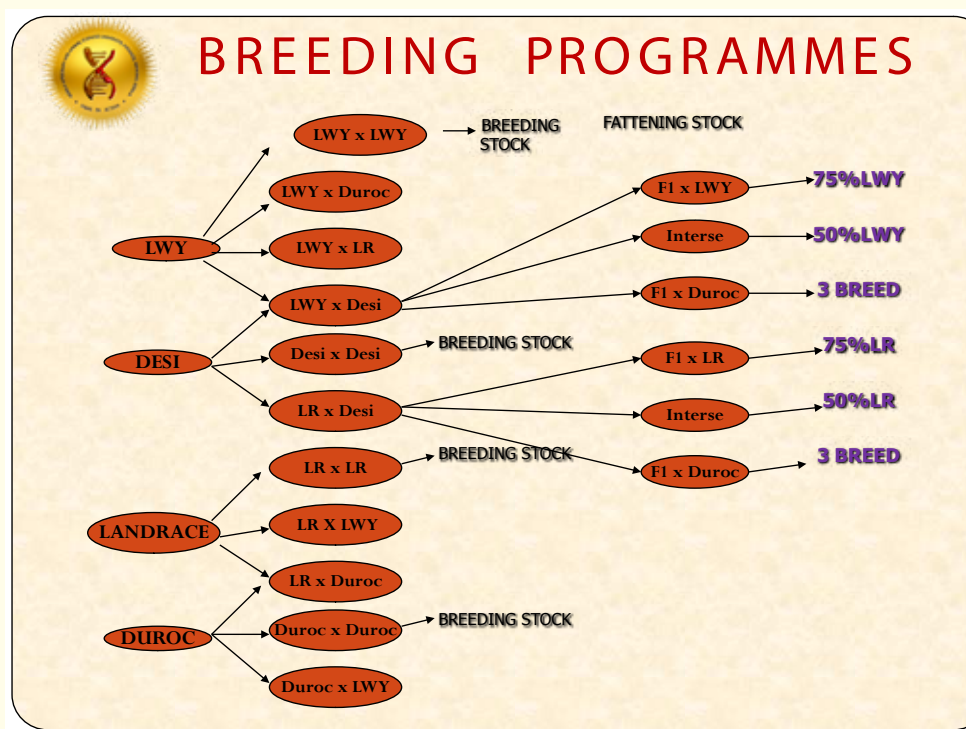 BREEDING PROGRAMMES
LWY x LWY
BREEDING
STOCK
FATTENING STOCK
LWY x Duroc
F1 x LWY
75%LWY
LWY
LWY x LR
Interse
50%LWY
LWY x Desi
F1 x Duroc
3 BREED
DESI
Desi x Desi
BREEDING STOCK
F1 x LR
75%LR
LR x Desi
Interse
50%LR
LR x LR
BREEDING STOCK
F1 x Duroc
3 BREED
LANDRACE
LR X LWY
LR x Duroc
DUROC
Duroc x Duroc
BREEDING STOCK
Duroc x LWY